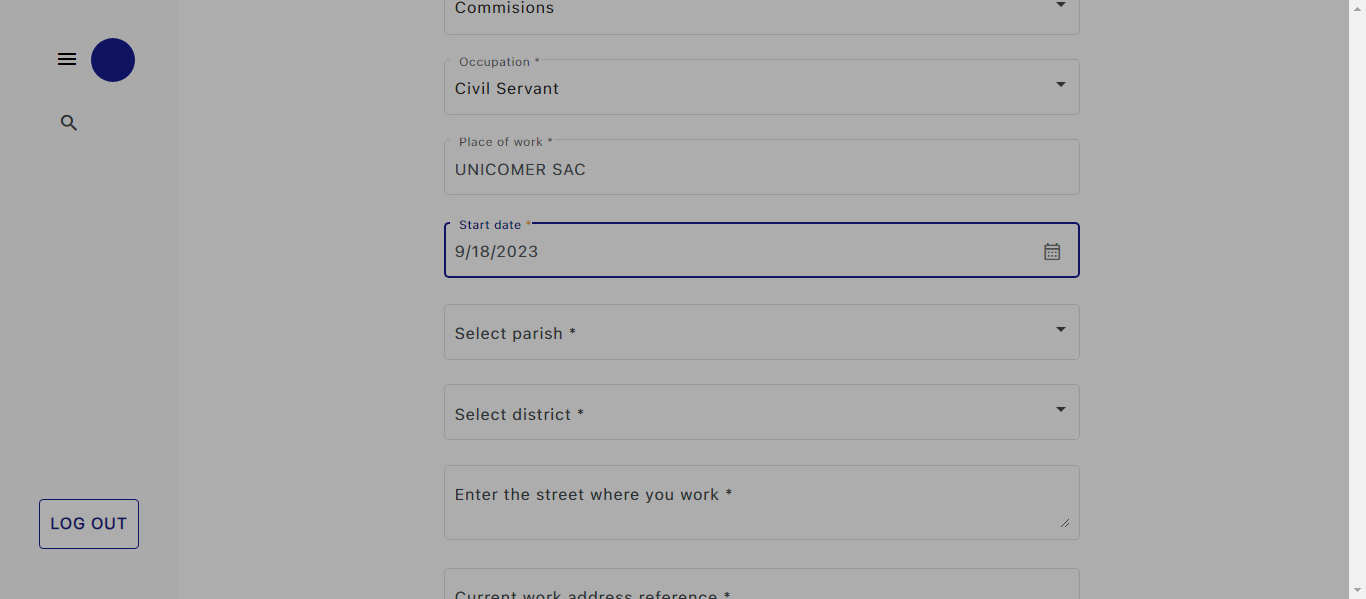 Commisions
Occupation *
Civil Servant
Place of work *
UNICOMER SAC
Start date *
9/18/2023
Select parish *
Select district *
Enter the street where you work *
LOG OUT
Current work address reference *